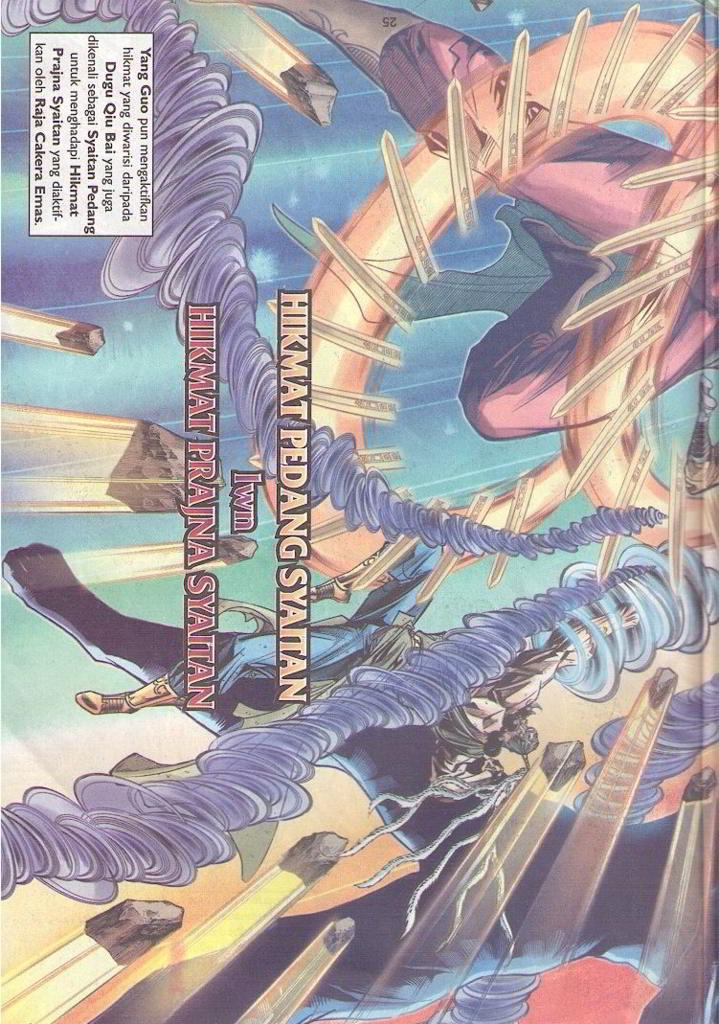 Yang Guo pun mengaktifkan
hikmat yang diwarisi daripada
Dugu Qiu Bai yang juga
dikenali sebagai Syaitan Pedang
untuk menghadapi Hikmat
Prajna Syaitan yang diaktif-
kan oleh Raja Cakera Emas.
HIKMAT PEDANG SYAITAN
lwn
HIKMAT PRAJNA SYAITAN
25